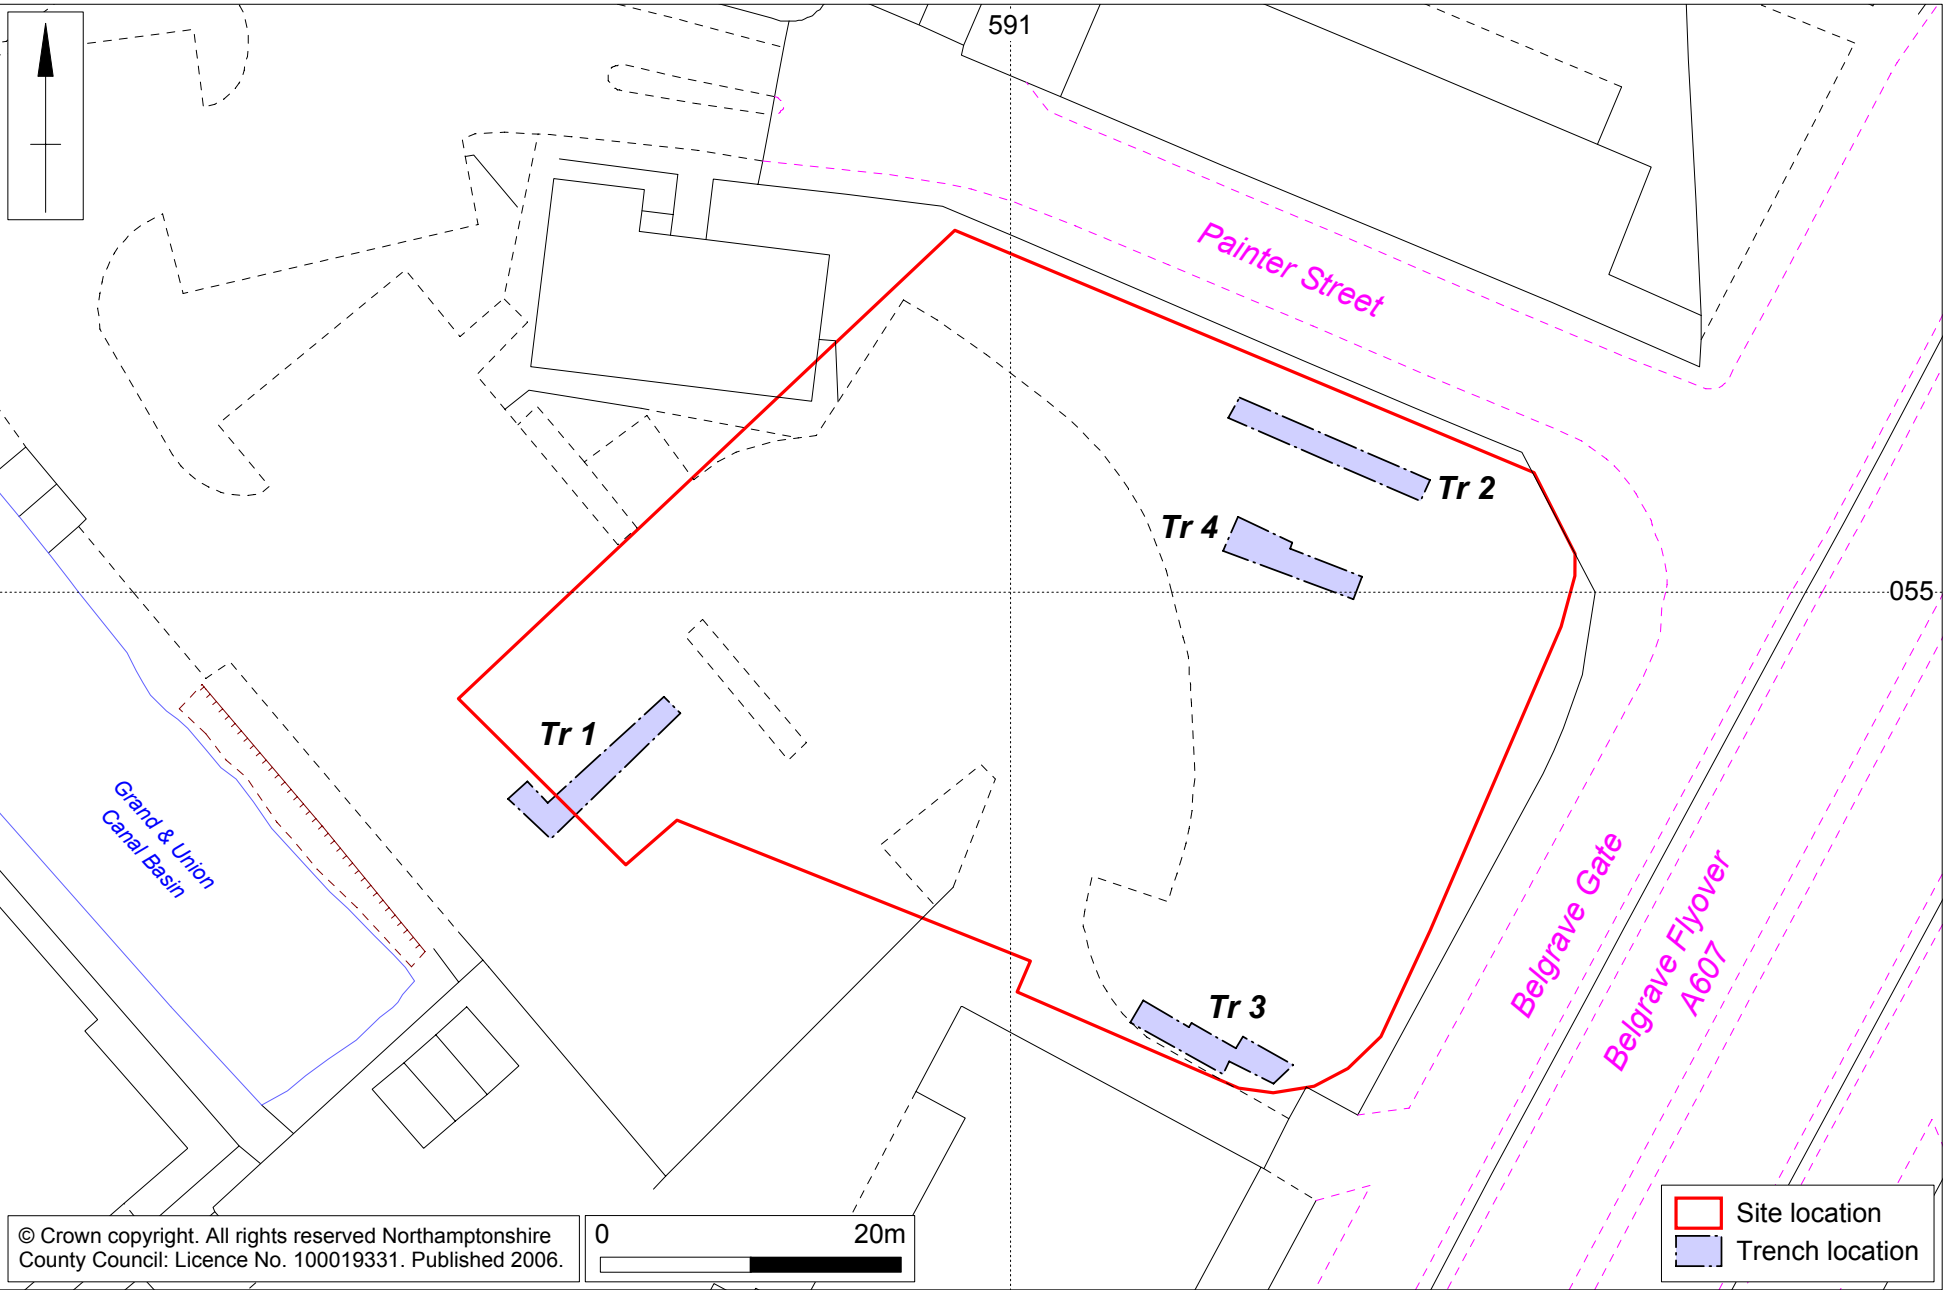 591
Painter Street
Tr 2
Tr 4
055
Tr 1
Grand & Union
Canal Basin
Belgrave Gate
Belgrave Flyover
A607
Tr 3
Site location
Trench location
© Crown copyright. All rights reserved Northamptonshire
County Council: Licence No. 100019331. Published 2006.
0 20m